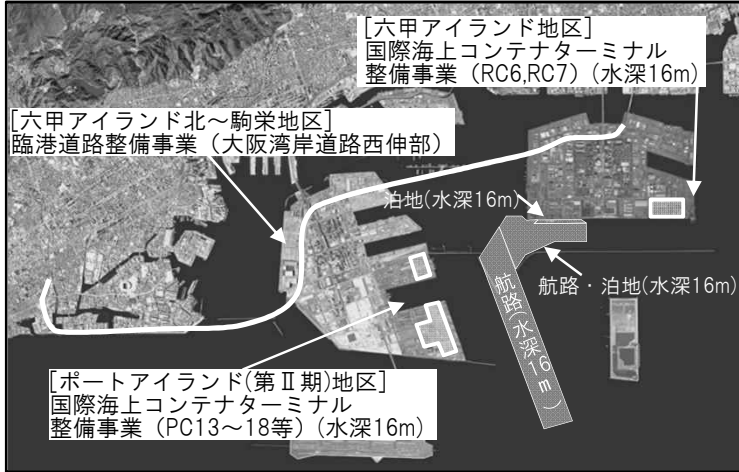 [六甲アイランド地区]
国際海上コンテナターミナル
整備事業（RC6,RC7）(水深16m)
[六甲アイランド北～駒栄地区]
臨港道路整備事業（大阪湾岸道路西伸部）
泊地(水深16m)
航路・泊地(水深16m)
航路(水深16m)
[ポートアイランド(第Ⅱ期)地区]
国際海上コンテナターミナル
整備事業（PC13～18等）(水深16m)